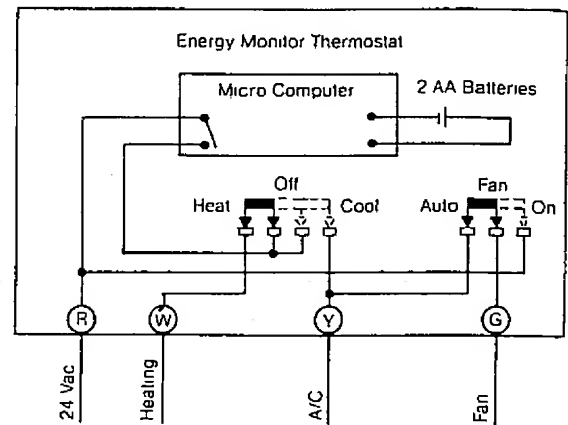 Energy Monitor Thermostat
Micro Computer
2 AA Batteries
Off
Fan
Heat
Cool
Auto
On
R
W
Y
G
24 Vac
Heating
A/C
Fan